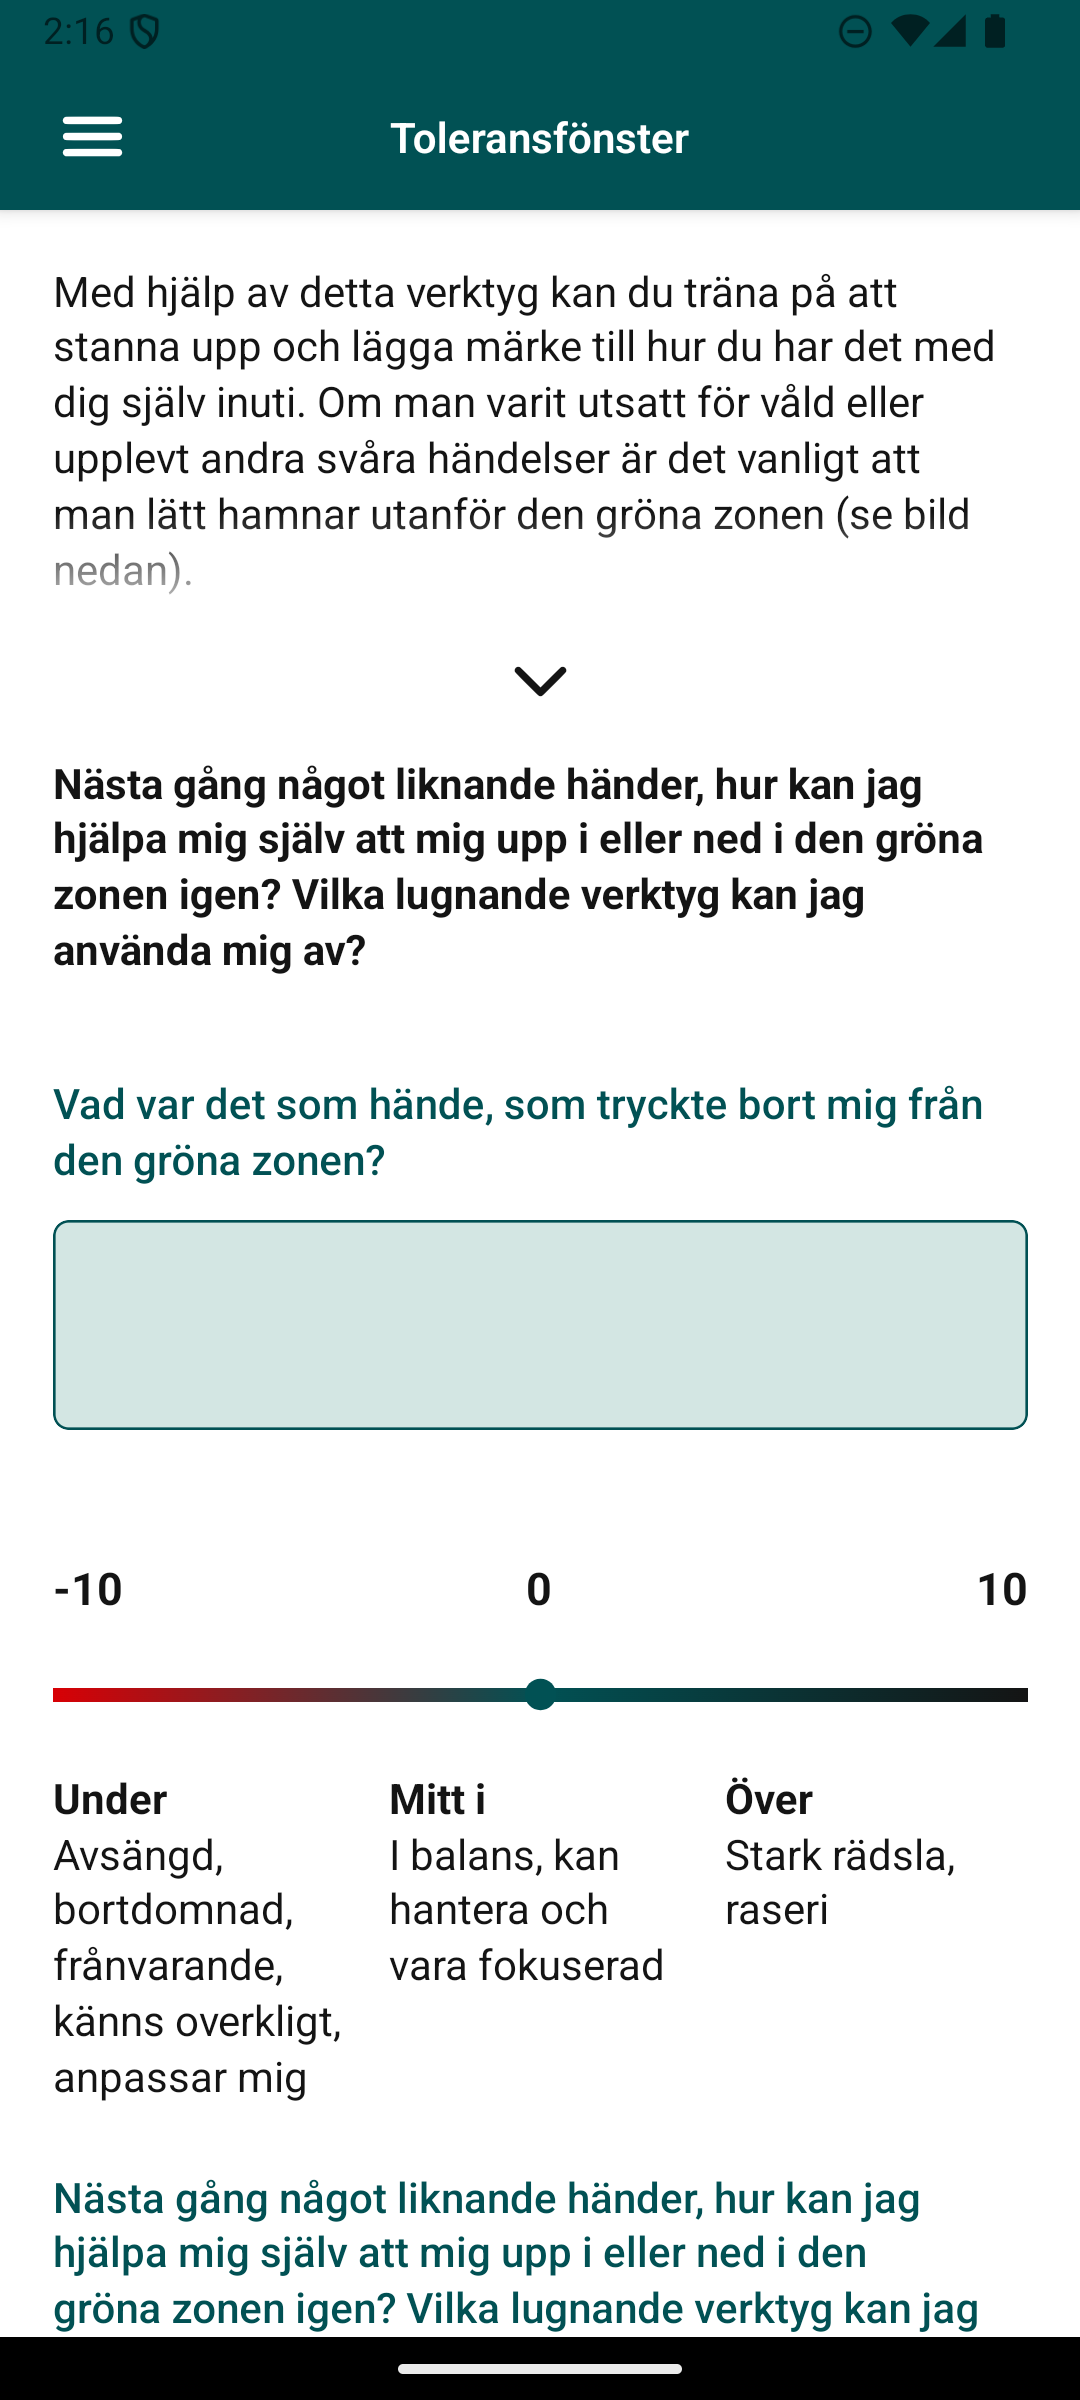 2:16
Toleransfönster
Med hjälp av detta verktyg kan du träna på att
stanna upp och lägga märke till hur du har det med
dig själv inuti. Om man varit utsatt för våld eller
upplevt andra svåra händelser är det vanligt att
man lätt hamnar utanför den gröna zonen (se bild
nedan).
Nästa gång något liknande händer, hur kan jag
hjälpa mig själv att mig upp i eller ned i den gröna
zonen igen? Vilka lugnande verktyg kan jag
använda mig av?
Vad var det som hände, som tryckte bort mig från
den gröna zonen?
-10 0 10
Under
Avsängd,
bortdomnad,
frånvarande,
känns overkligt,
anpassar mig
Mitt i
I balans, kan
hantera och
vara fokuserad
Över
Stark rädsla,
raseri
Nästa gång något liknande händer, hur kan jag
hjälpa mig själv att mig upp i eller ned i den
gröna zonen igen? Vilka lugnande verktyg kan jag